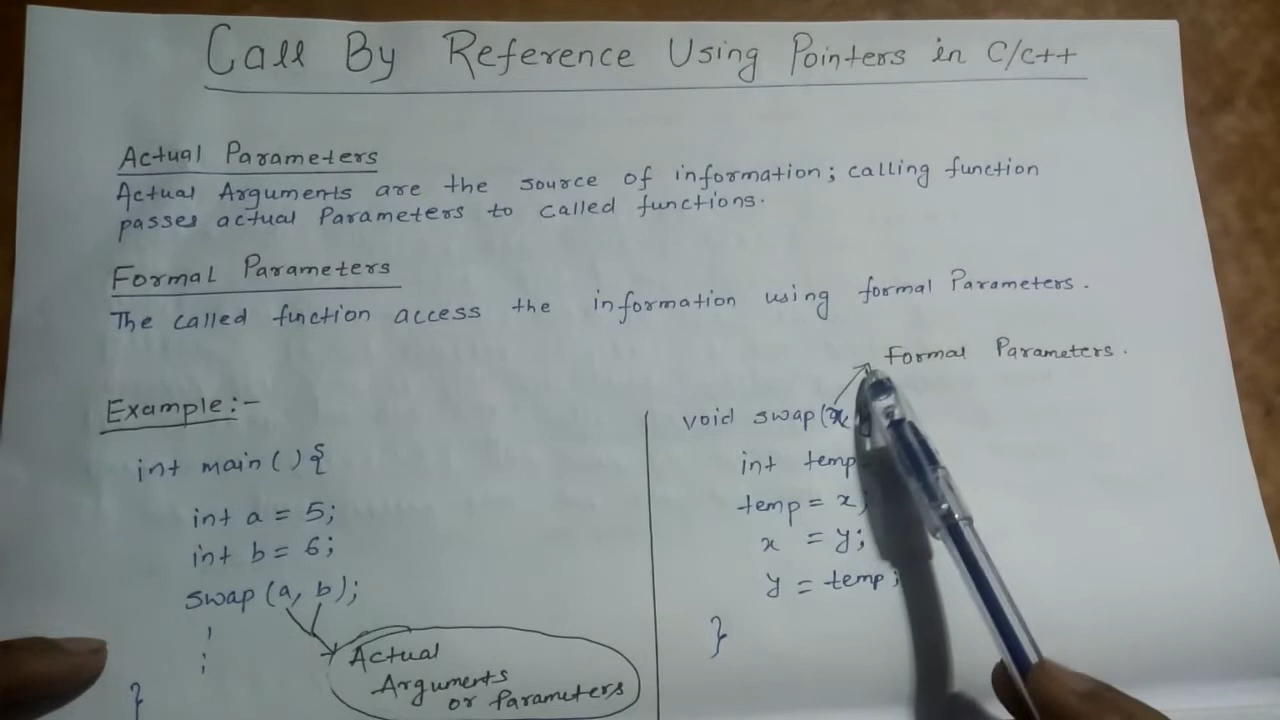 Call By Reference Using Pointers in C/C++
Actual Parameters
Actual Arguments are the source of information; calling function
passes actual Parameters to called functions.
Formal Parameters
The called function access the information using formal Parameters.
Formal Parameters.
Example:-
int main () {
int a = 5;
int b = 6;
swap (a, b);
}
Actual
Arguments
or Parameters
void swap (x
int temp
temp = x;
x = y;
y = temp;
}